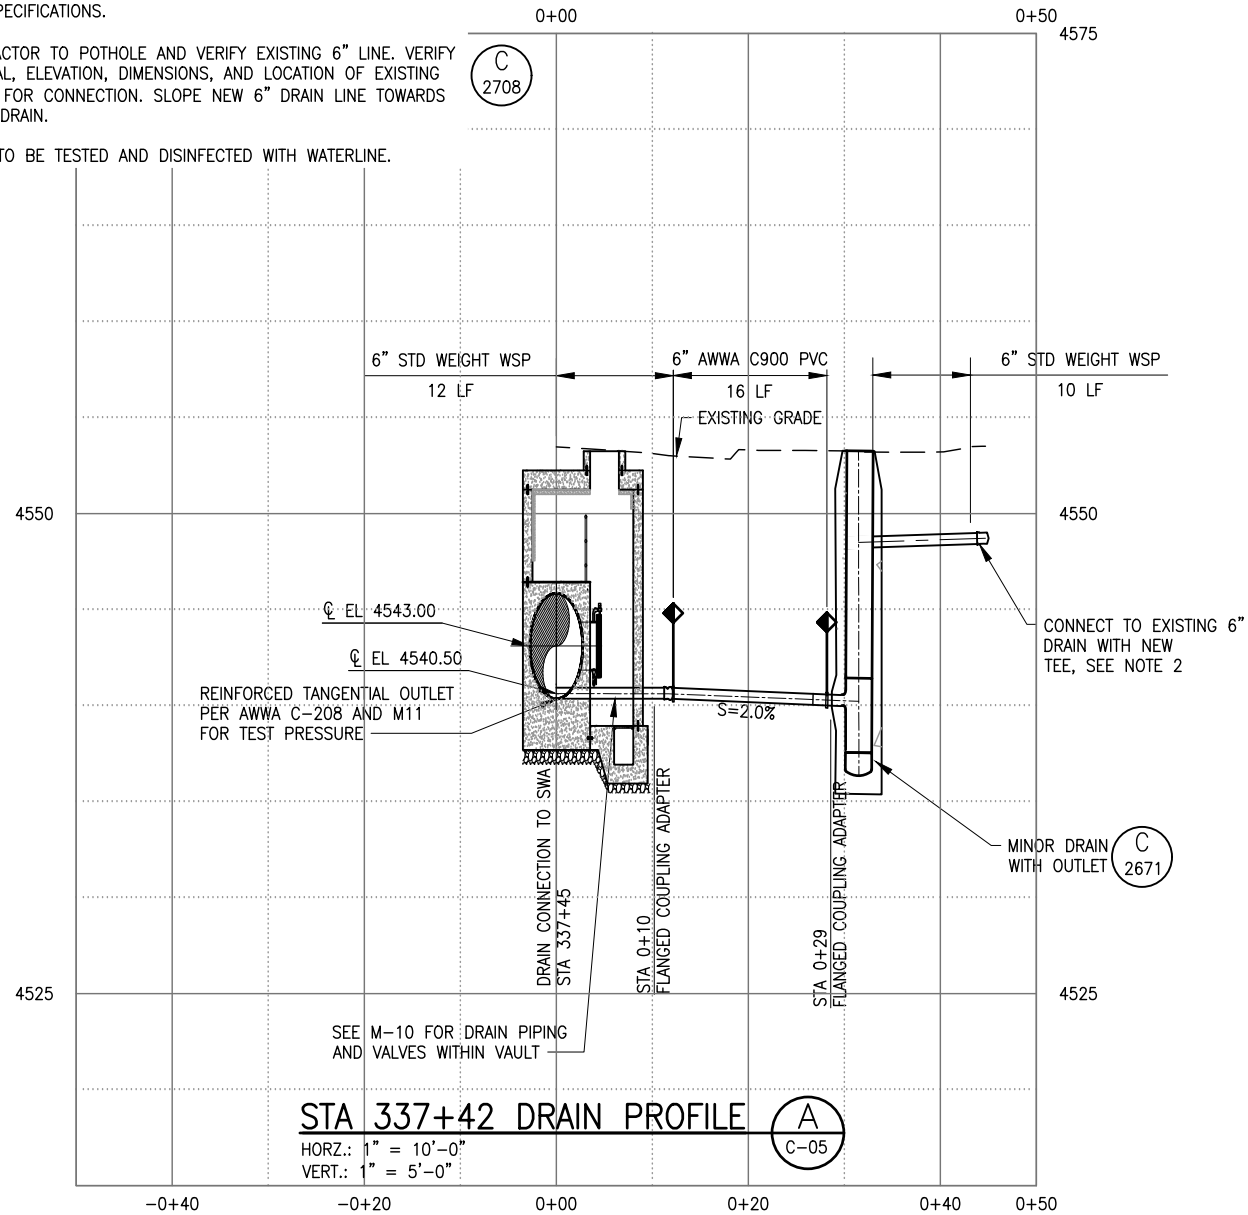 PECIFICATIONS.
ACTOR TO POTHOLE AND VERIFY EXISTING 6" LINE. VERIFY
AL, ELEVATION, DIMENSIONS, AND LOCATION OF EXISTING
FOR CONNECTION. SLOPE NEW 6" DRAIN LINE TOWARDS
DRAIN.
TO BE TESTED AND DISINFECTED WITH WATERLINE.
C
2708
0+00
0+50
4575
6" STD WEIGHT WSP
12 LF
6" AWWA C900 PVC
16 LF
6" STD WEIGHT WSP
10 LF
EXISTING GRADE
4550
4550
℄ EL 4543.00
℄ EL 4540.50
REINFORCED TANGENTIAL OUTLET
PER AWWA C-208 AND M11
FOR TEST PRESSURE
S=2.0%
CONNECT TO EXISTING 6"
DRAIN WITH NEW
TEE, SEE NOTE 2
MINOR DRAIN
WITH OUTLET
C
2671
DRAIN CONNECTION TO SWA
STA 337+45
STA 0+10
FLANGED COUPLING ADAPTER
STA 0+29
FLANGED COUPLING ADAPTER
4525
4525
SEE M-10 FOR DRAIN PIPING
AND VALVES WITHIN VAULT
STA 337+42 DRAIN PROFILE
A
C-05
HORZ.: 1" = 10'-0"
VERT.: 1" = 5'-0"
-0+40
-0+20
0+00
0+20
0+40
0+50